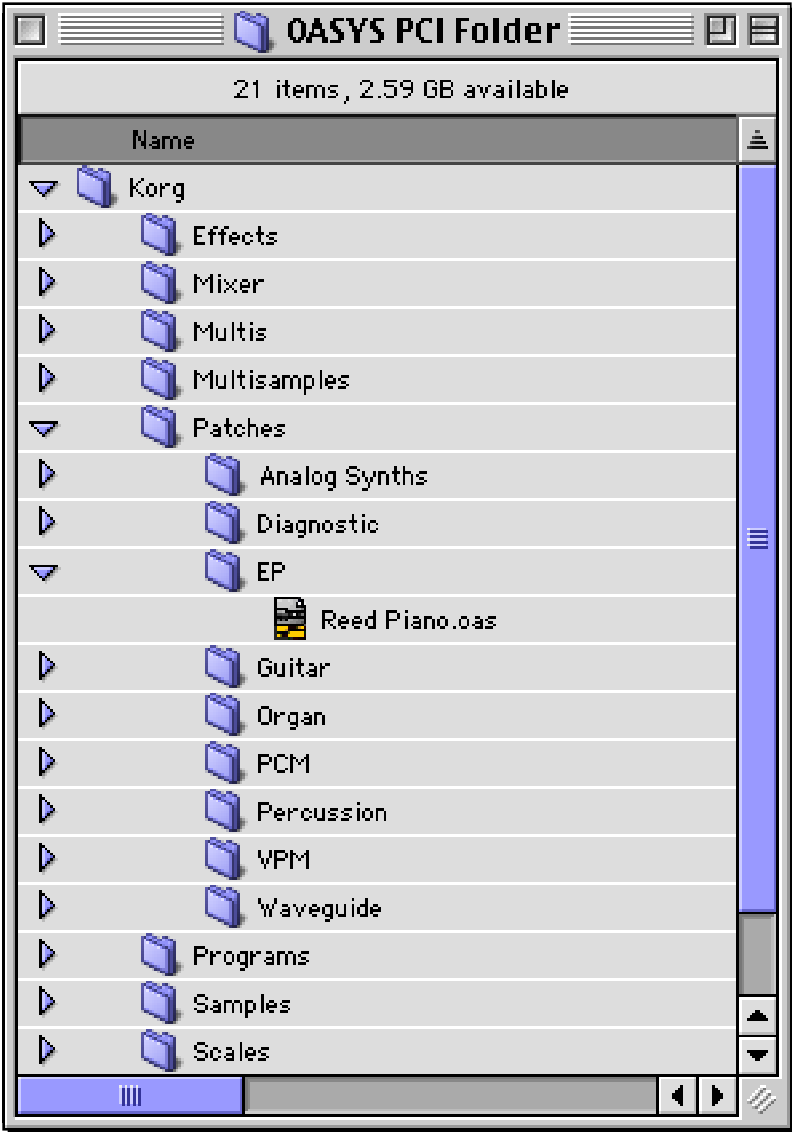 OASYS PCI Folder
21 items, 2.59 GB available
Name
Korg
Effects
Mixer
Multis
Multisamples
Patches
Analog Synths
Diagnostic
EP
Reed Piano.oas
Guitar
Organ
PCM
Percussion
VPM
Waveguide
Programs
Samples
Scales